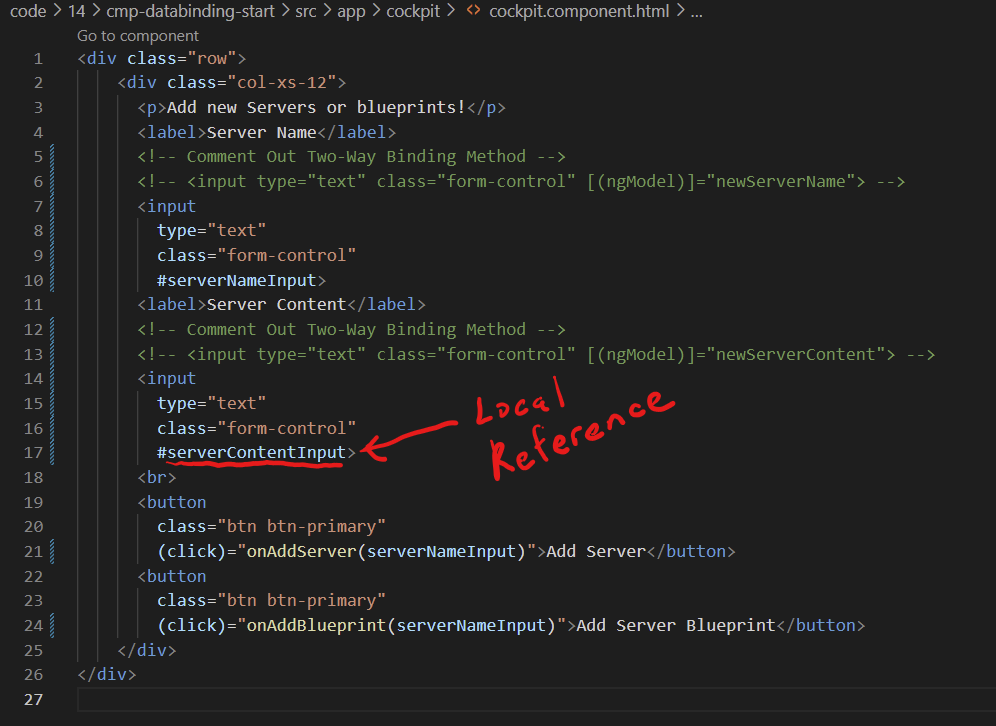 code > 14 > cmp-databinding-start > src > app > cockpit > <> cockpit.component.html > ...
Go to component
1 <div class="row">
2 <div class="col-xs-12">
3 <p>Add new Servers or blueprints!</p>
4 <label>Server Name</label>
5 <!-- Comment Out Two-Way Binding Method -->
6 <!-- <input type="text" class="form-control" [(ngModel)]="newServerName"> -->
7 <input
8 type="text"
9 class="form-control"
10 #serverNameInput>
11 <label>Server Content</label>
12 <!-- Comment Out Two-Way Binding Method -->
13 <!-- <input type="text" class="form-control" [(ngModel)]="newServerContent"> -->
14 <input
15 type="text"
16 class="form-control"
17 #serverContentInput>
Local
Reference
18 <br>
19 <button
20 class="btn btn-primary"
21 (click)="onAddServer(serverNameInput)">Add Server</button>
22 <button
23 class="btn btn-primary"
24 (click)="onAddBlueprint(serverNameInput)">Add Server Blueprint</button>
25 </div>
26 </div>
27